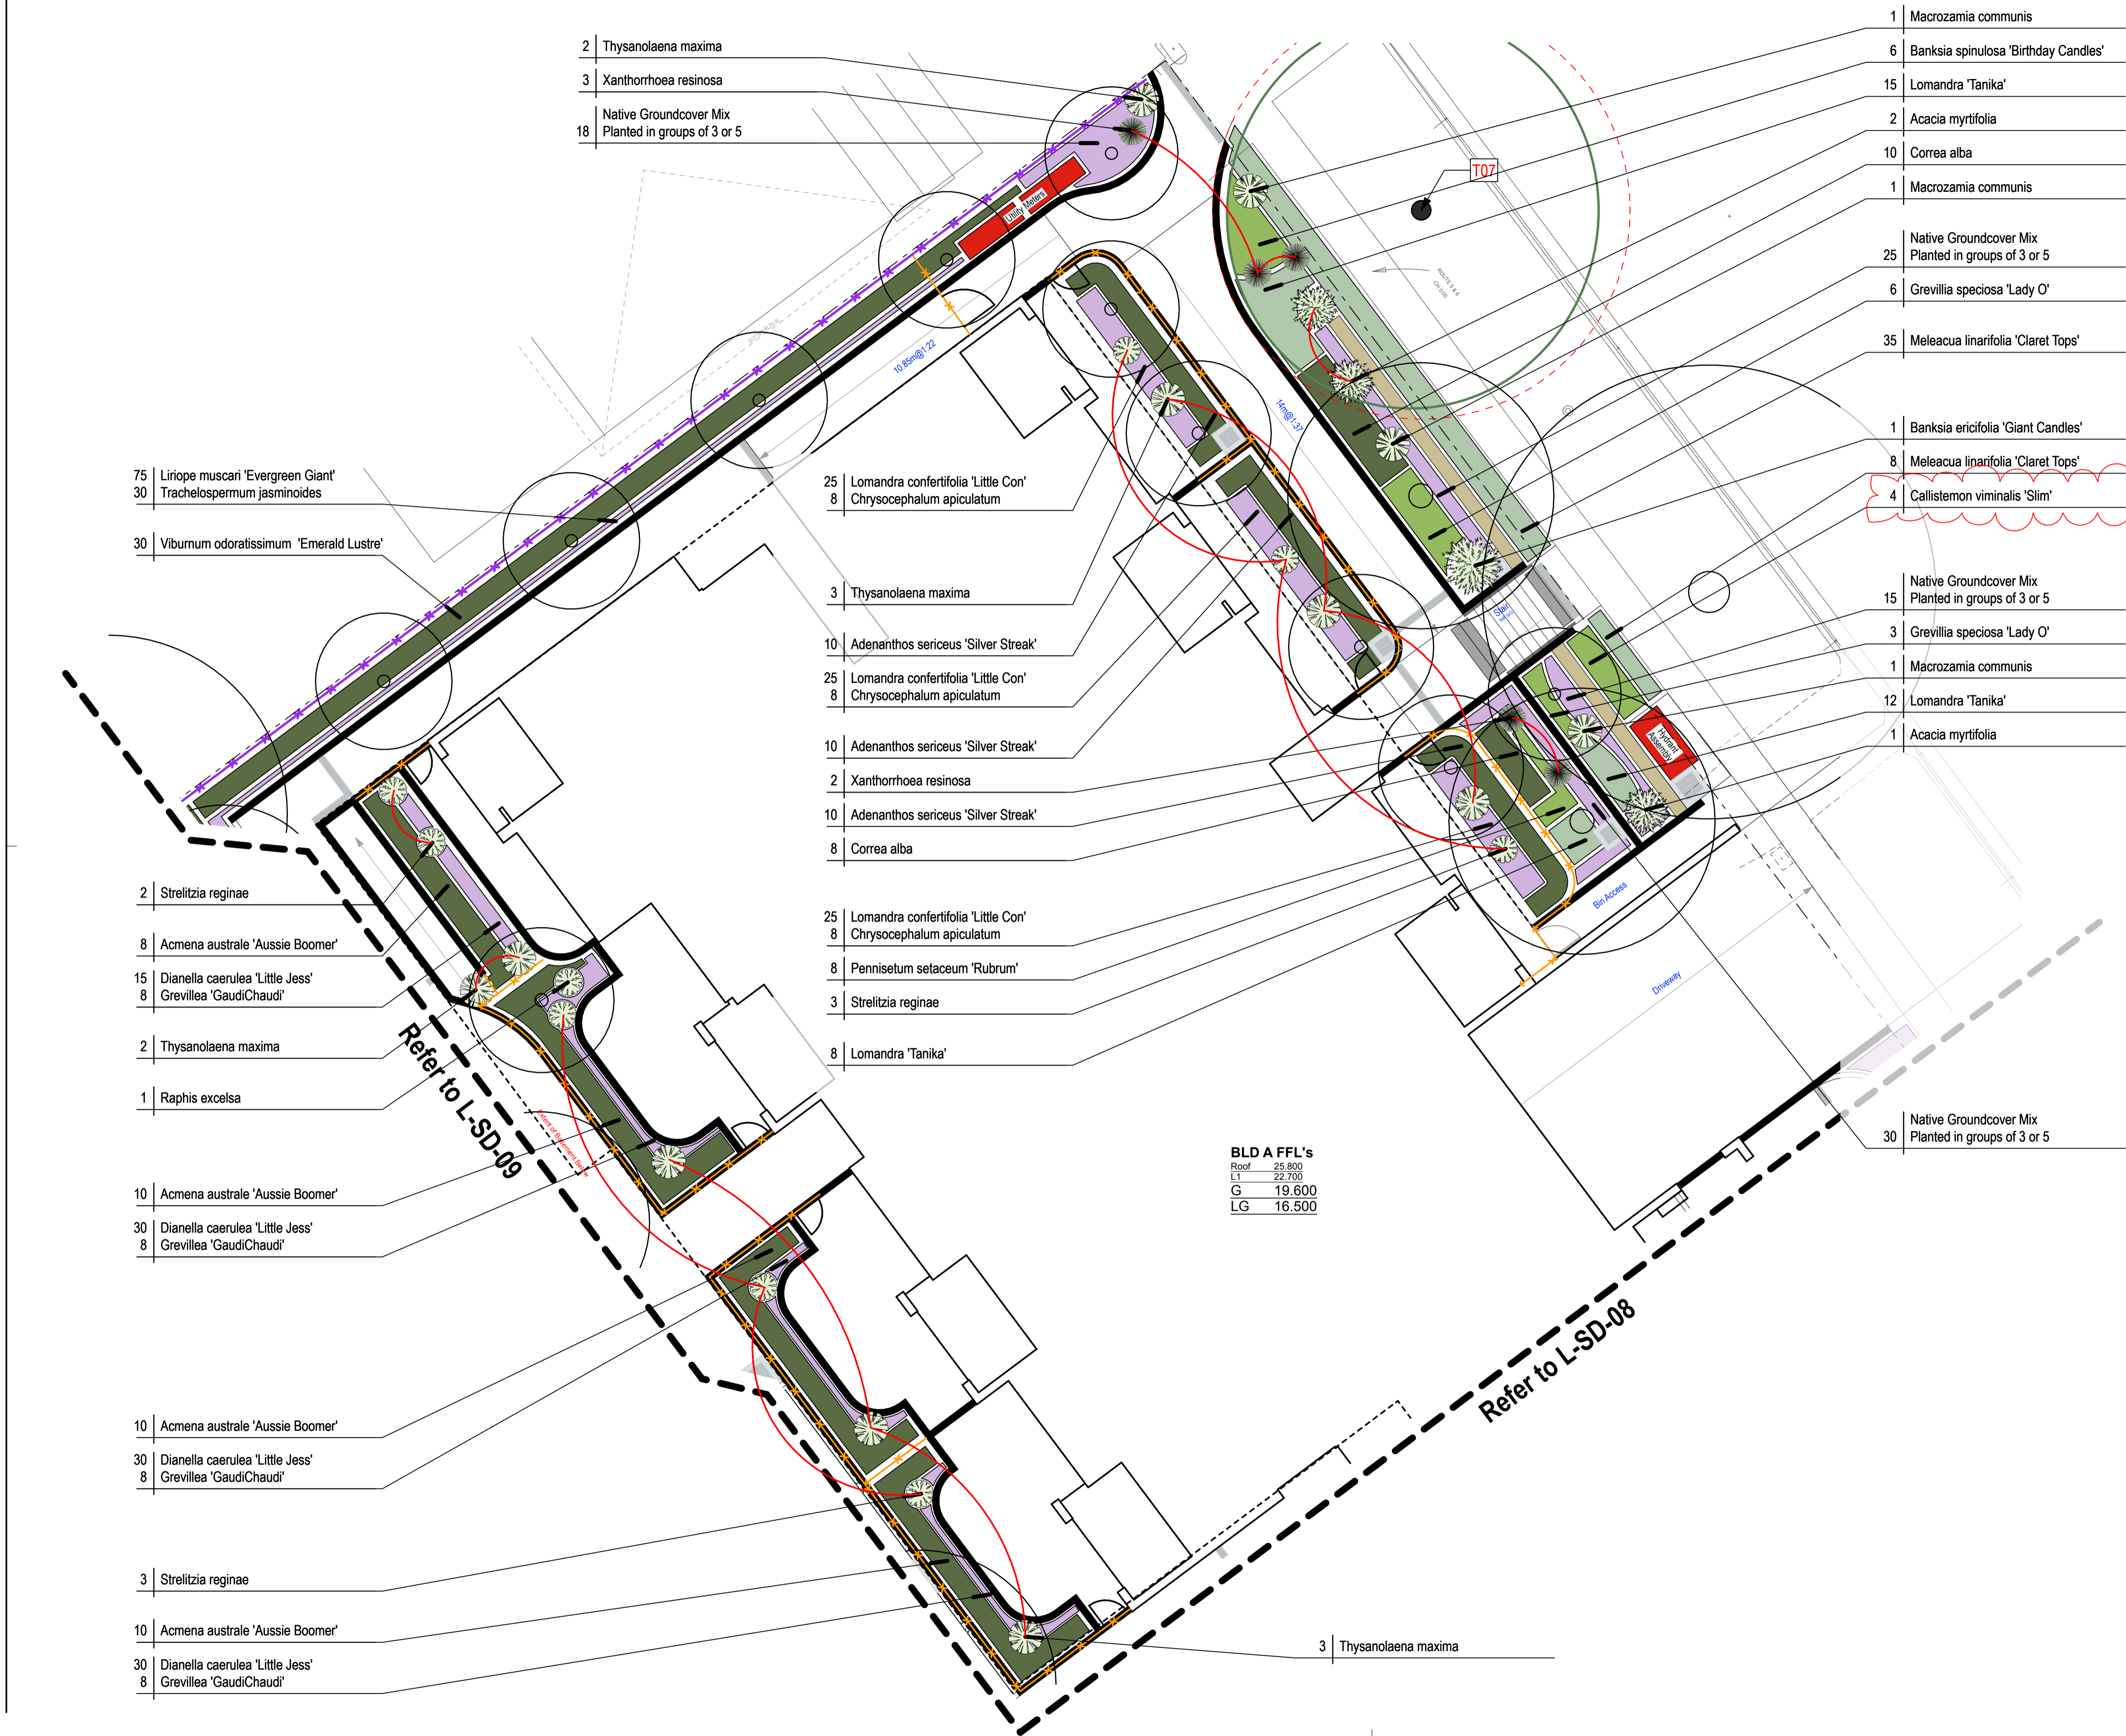 2 Thysanolaena maxima
3 Xanthorrhoea resinosa
Native Groundcover Mix
18 Planted in groups of 3 or 5
1 Macrozamia communis
6 Banksia spinulosa 'Birthday Candles'
15 Lomandra 'Tanika'
2 Acacia myrtifolia
10 Correa alba
1 Macrozamia communis
Native Groundcover Mix
25 Planted in groups of 3 or 5
6 Grevillia speciosa 'Lady O'
35 Meleacua linarifolia 'Claret Tops'
1 Banksia ericifolia 'Giant Candles'
8 Meleacua linarifolia 'Claret Tops'
4 Callistemon viminalis 'Slim'
Native Groundcover Mix
15 Planted in groups of 3 or 5
3 Grevillia speciosa 'Lady O'
1 Macrozamia communis
12 Lomandra 'Tanika'
1 Acacia myrtifolia
Native Groundcover Mix
30 Planted in groups of 3 or 5
75 Liriope muscari 'Evergreen Giant'
30 Trachelospermum jasminoides
30 Viburnum odoratissimum 'Emerald Lustre'
2 Strelitzia reginae
8 Acmena australe 'Aussie Boomer'
15 Dianella caerulea 'Little Jess'
8 Grevillea 'GaudiChaudi'
2 Thysanolaena maxima
1 Raphis excelsa
10 Acmena australe 'Aussie Boomer'
30 Dianella caerulea 'Little Jess'
8 Grevillea 'GaudiChaudi'
10 Acmena australe 'Aussie Boomer'
30 Dianella caerulea 'Little Jess'
8 Grevillea 'GaudiChaudi'
3 Strelitzia reginae
10 Acmena australe 'Aussie Boomer'
30 Dianella caerulea 'Little Jess'
8 Grevillea 'GaudiChaudi'
25 Lomandra confertifolia 'Little Con'
8 Chrysocephalum apiculatum
3 Thysanolaena maxima
10 Adenanthos sericeus 'Silver Streak'
25 Lomandra confertifolia 'Little Con'
8 Chrysocephalum apiculatum
10 Adenanthos sericeus 'Silver Streak'
2 Xanthorrhoea resinosa
10 Adenanthos sericeus 'Silver Streak'
8 Correa alba
25 Lomandra confertifolia 'Little Con'
8 Chrysocephalum apiculatum
8 Pennisetum setaceum 'Rubrum'
3 Strelitzia reginae
8 Lomandra 'Tanika'
3 Thysanolaena maxima
T07
Utility Meters
ROUTE 5 & 6
10.85m@1:22
14m@1:37
Stair
Hydrant
Assembly
Bin Access
Driveway
Extent of Basement Below
Refer to L-SD-09
Refer to L-SD-08
BLD A FFL's
Roof 25.800
L1 22.700
G 19.600
LG 16.500